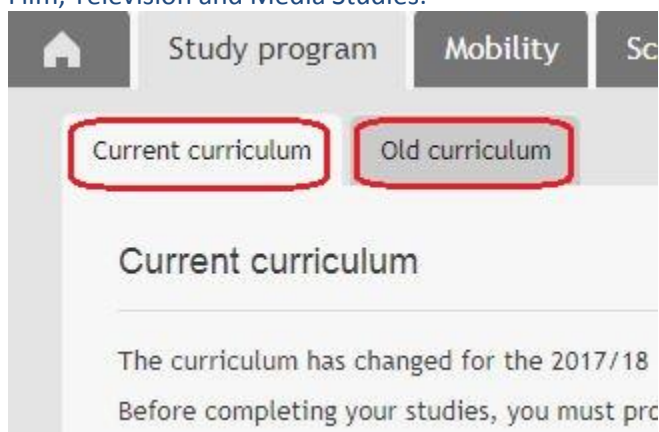 Film, Television and Media Studies.
Study program Mobility
Current curriculum Old curriculum
Current curriculum
The curriculum has changed for the 2017/18
Before completing your studies, you must